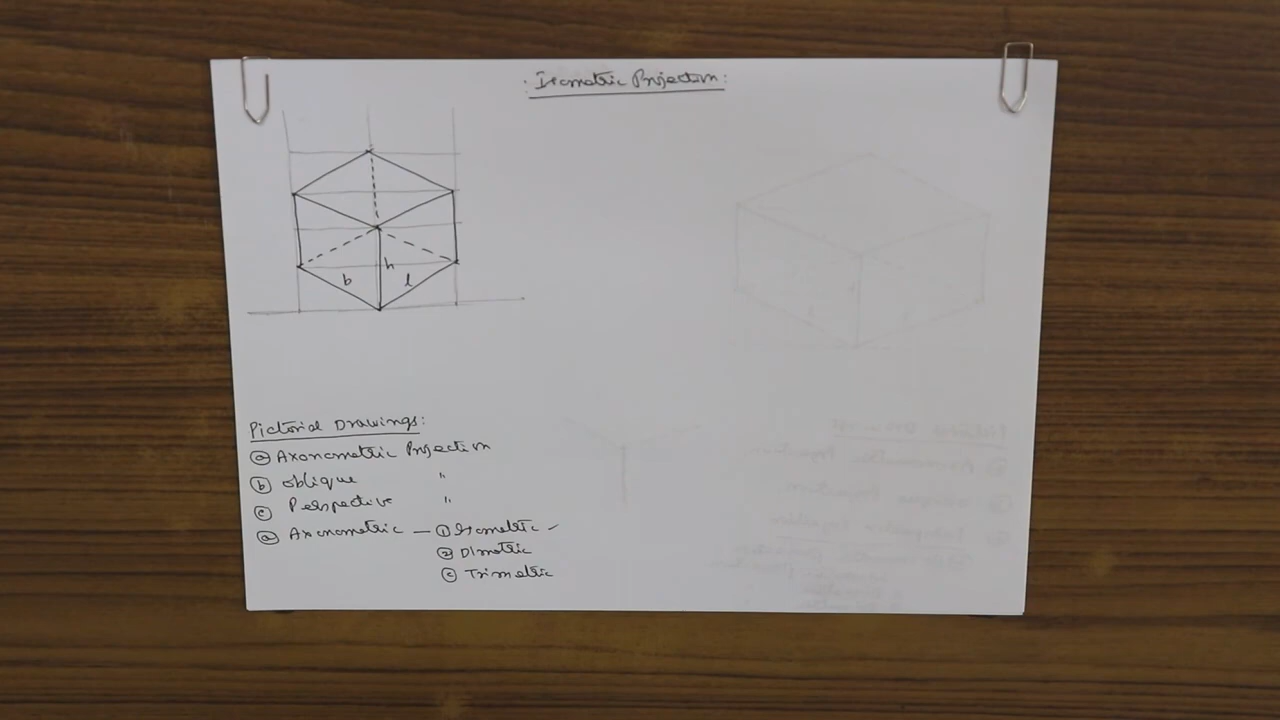 : Isometric Projection :
h
b
l
Pictorial Drawings:
ⓐ Axonometric Projection
ⓑ oblique "
ⓒ Perspective "
ⓐ Axonometric — ① Isometric
② Dimetric
③ Trimetric